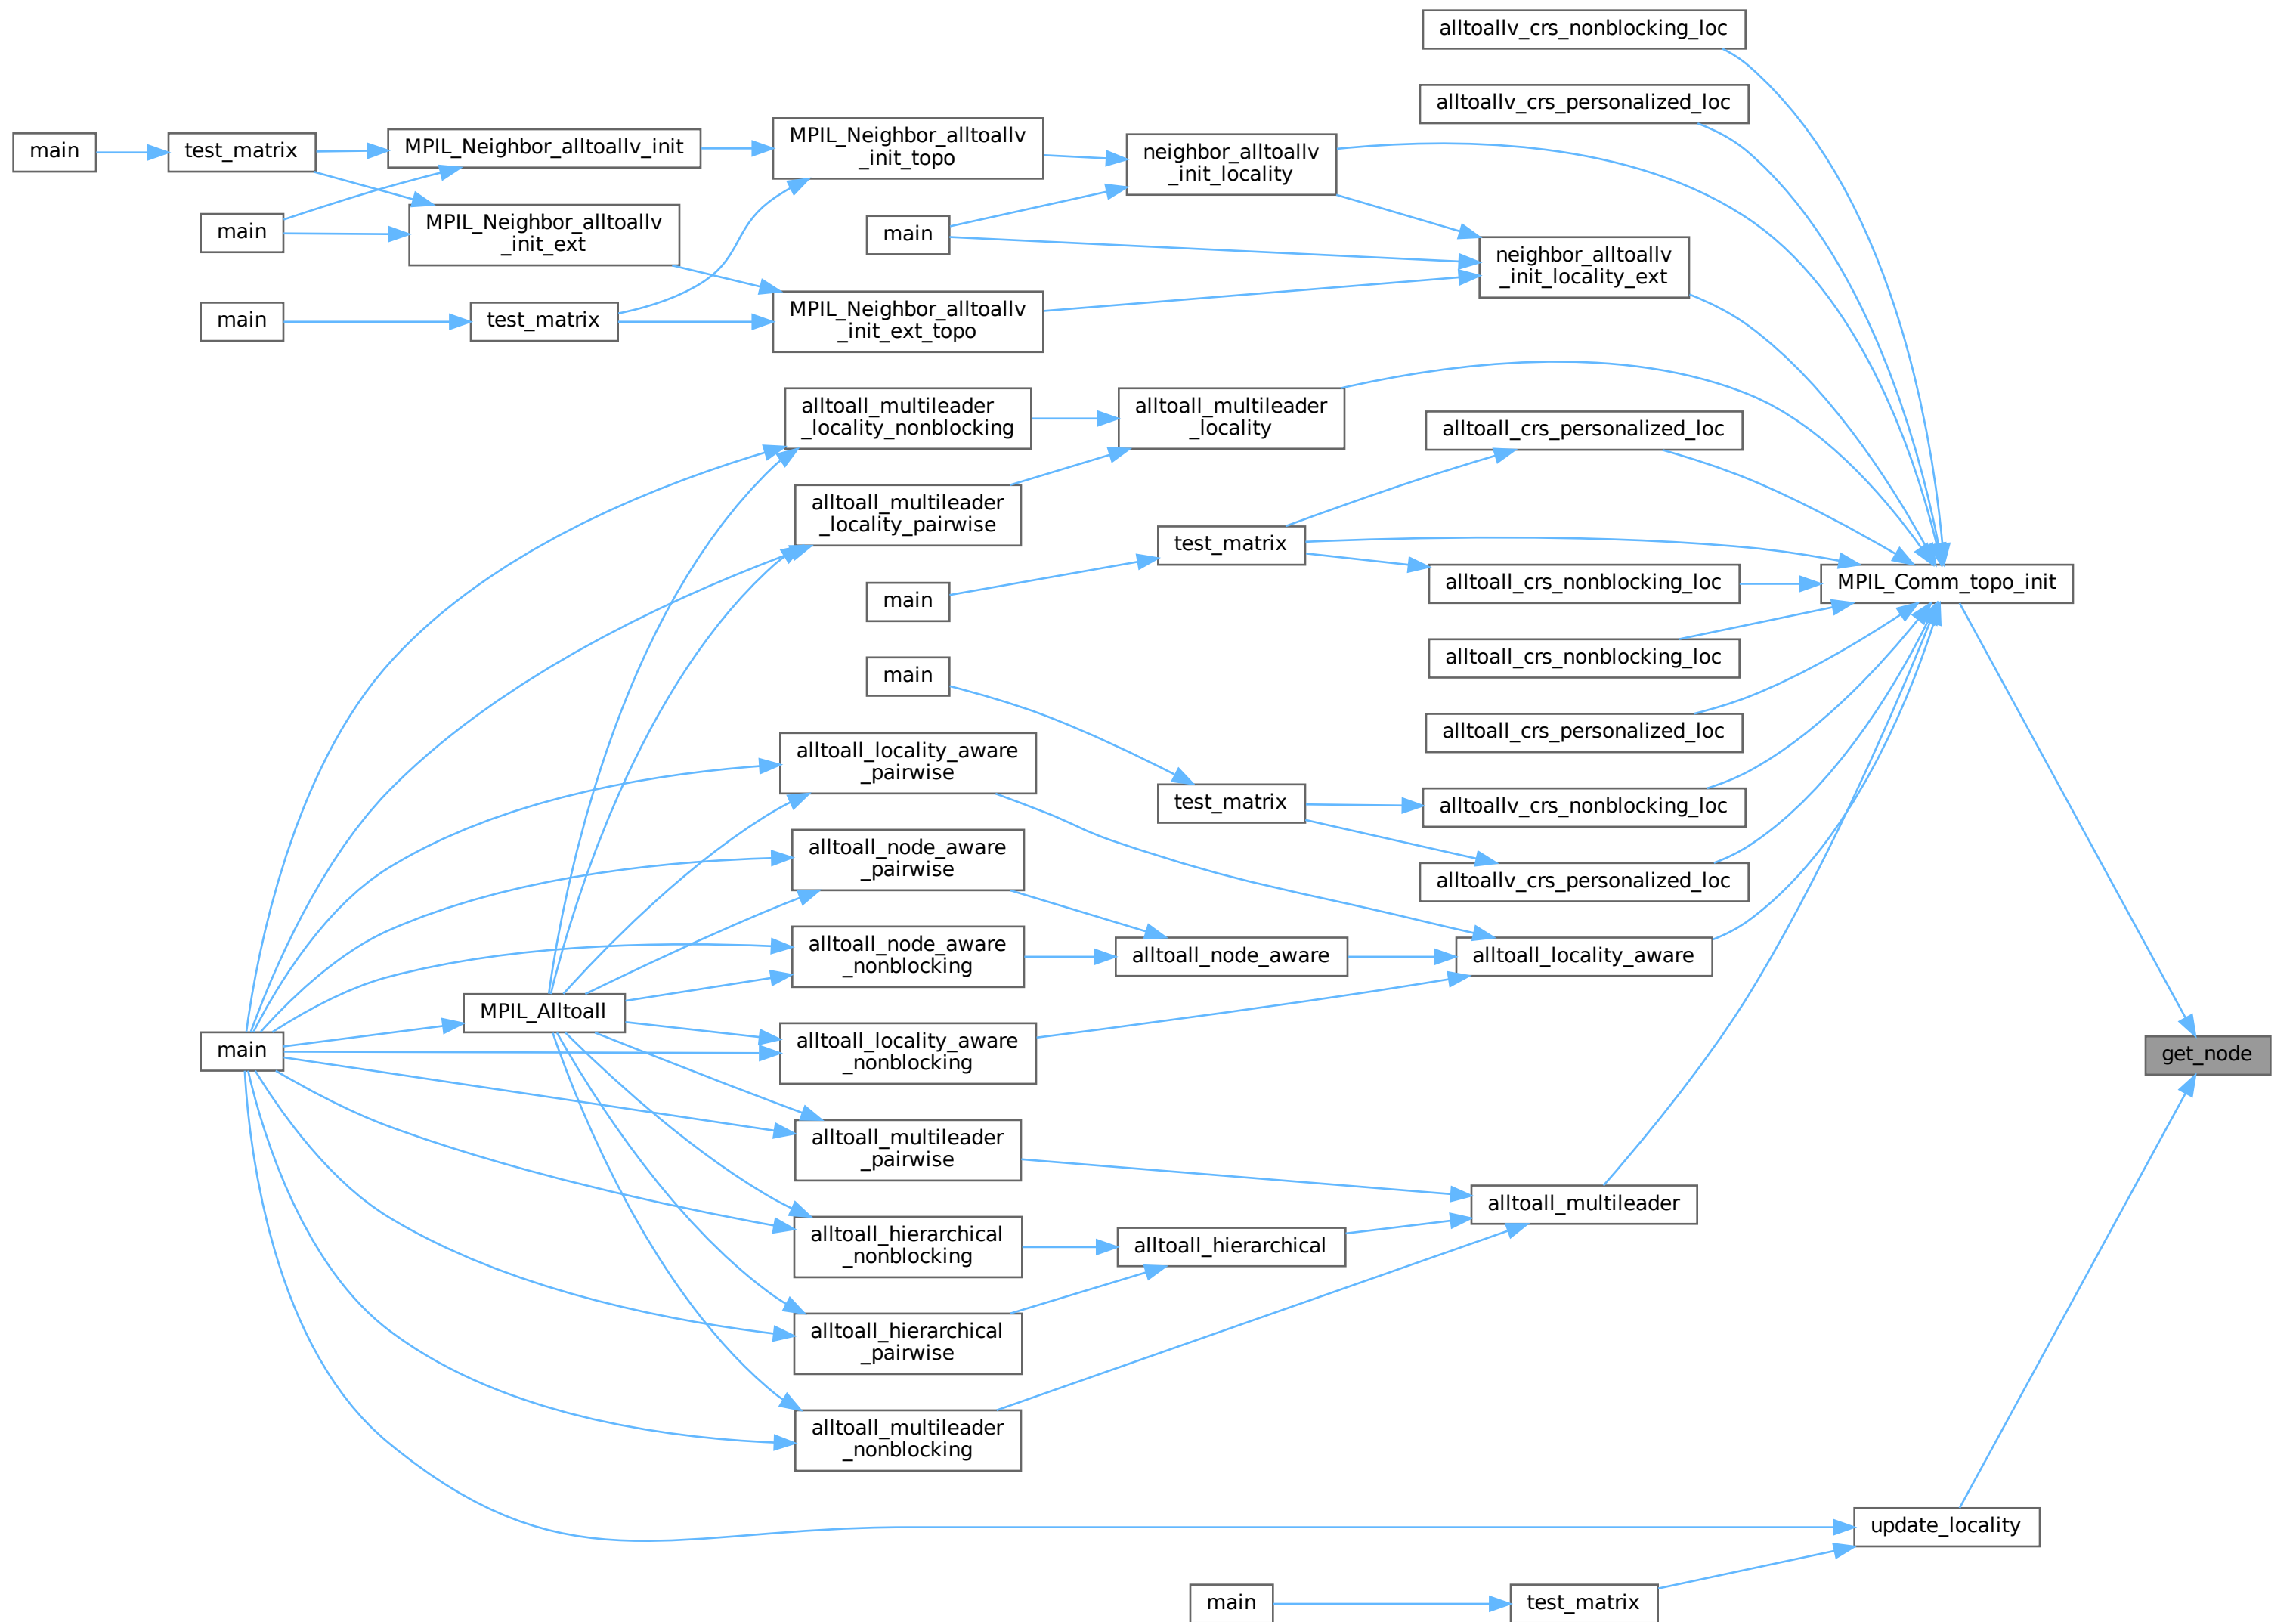 alltoallv_crs_nonblocking_loc
alltoallv_crs_personalized_loc
main
test_matrix
MPIL_Neighbor_alltoallv_init
MPIL_Neighbor_alltoallv
_init_topo
neighbor_alltoallv
_init_locality
main
MPIL_Neighbor_alltoallv
_init_ext
main
neighbor_alltoallv
_init_locality_ext
main
test_matrix
MPIL_Neighbor_alltoallv
_init_ext_topo
alltoall_multileader
_locality_nonblocking
alltoall_multileader
_locality
alltoall_crs_personalized_loc
alltoall_multileader
_locality_pairwise
test_matrix
main
alltoall_crs_nonblocking_loc
MPIL_Comm_topo_init
alltoall_crs_nonblocking_loc
main
alltoall_crs_personalized_loc
alltoall_locality_aware
_pairwise
test_matrix
alltoallv_crs_nonblocking_loc
alltoall_node_aware
_pairwise
alltoallv_crs_personalized_loc
alltoall_node_aware
_nonblocking
alltoall_node_aware
alltoall_locality_aware
MPIL_Alltoall
main
alltoall_locality_aware
_nonblocking
get_node
alltoall_multileader
_pairwise
alltoall_multileader
alltoall_hierarchical
_nonblocking
alltoall_hierarchical
alltoall_hierarchical
_pairwise
alltoall_multileader
_nonblocking
update_locality
main
test_matrix